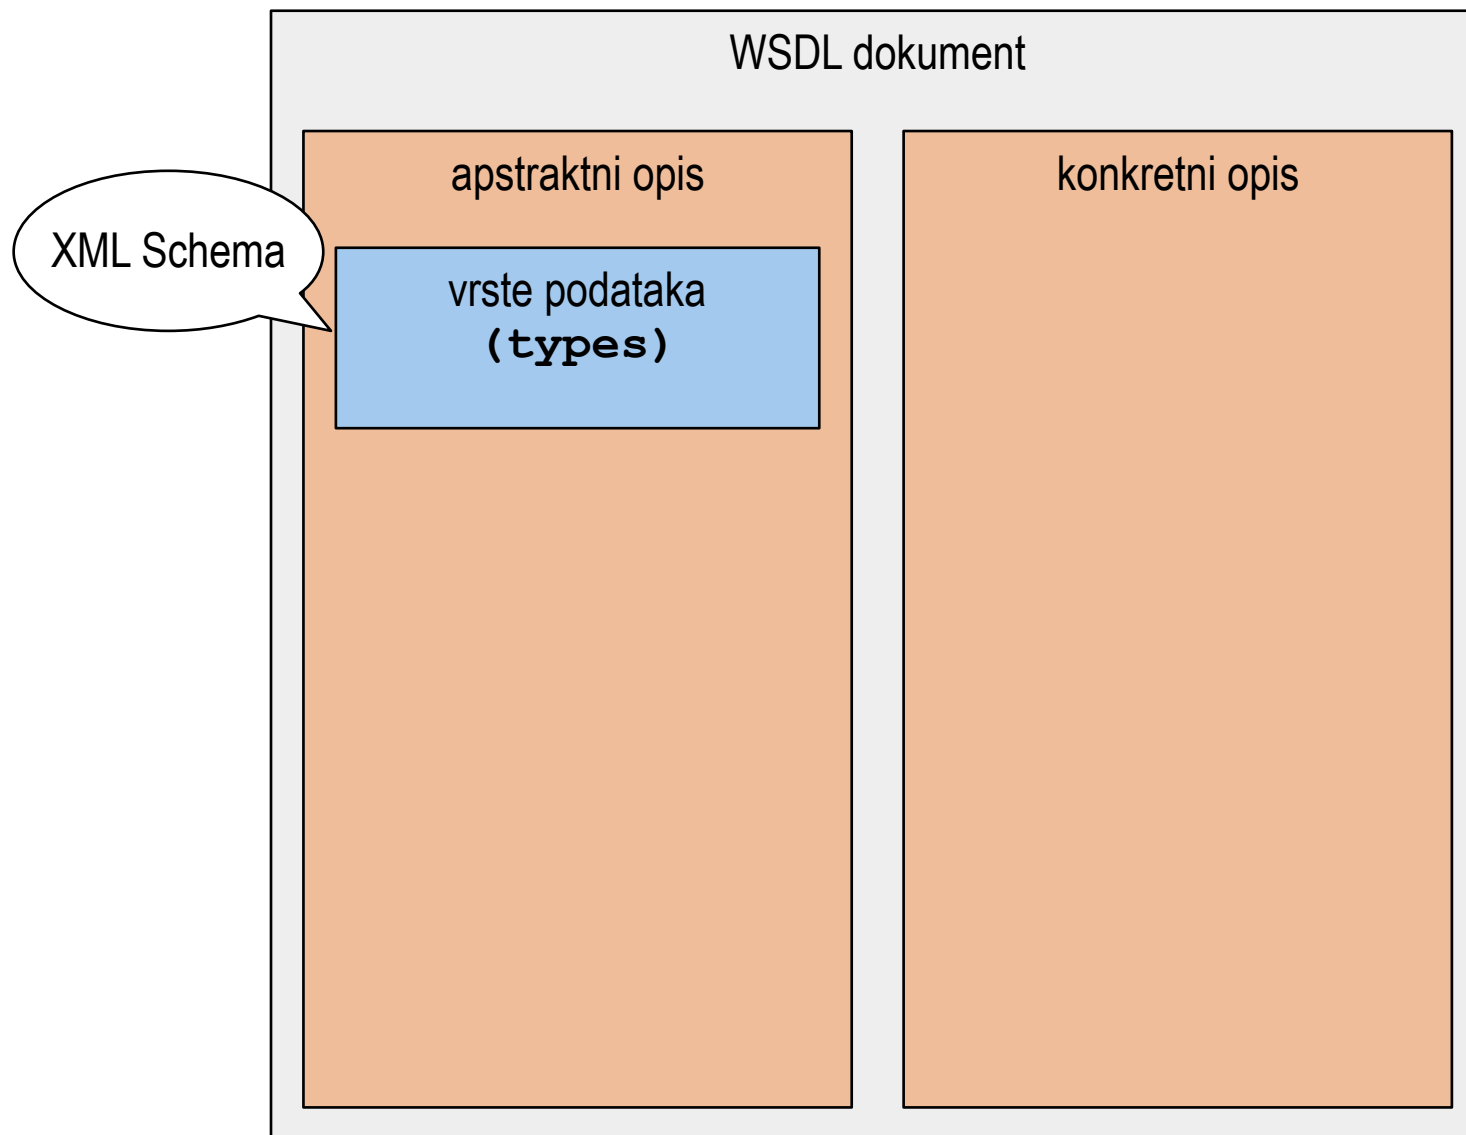 WSDL dokument
apstraktni opis
konkretni opis
XML Schema
vrste podataka
(types)